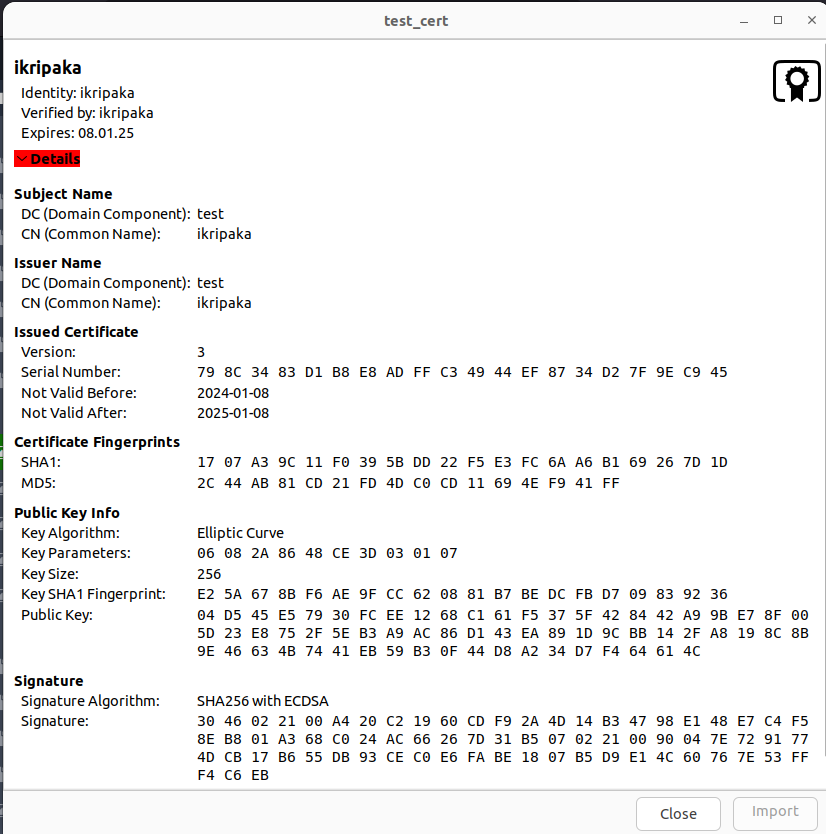 test_cert
ikripaka
Identity: ikripaka
Verified by: ikripaka
Expires: 08.01.25
Details
Subject Name
DC (Domain Component): test
CN (Common Name): ikripaka
Issuer Name
DC (Domain Component): test
CN (Common Name): ikripaka
Issued Certificate
Version: 3
Serial Number: 79 8C 34 83 D1 B8 E8 AD FF C3 49 44 EF 87 34 D2 7F 9E C9 45
Not Valid Before: 2024-01-08
Not Valid After: 2025-01-08
Certificate Fingerprints
SHA1: 17 07 A3 9C 11 F0 39 5B DD 22 F5 E3 FC 6A A6 B1 69 26 7D 1D
MD5: 2C 44 AB 81 CD 21 FD 4D C0 CD 11 69 4E F9 41 FF
Public Key Info
Key Algorithm: Elliptic Curve
Key Parameters: 06 08 2A 86 48 CE 3D 03 01 07
Key Size: 256
Key SHA1 Fingerprint: E2 5A 67 8B F6 AE 9F CC 62 08 81 B7 BE DC FB D7 09 83 92 36
Public Key: 04 D5 45 E5 79 30 FC EE 12 68 C1 61 F5 37 5F 42 84 42 A9 9B E7 8F 00
5D 23 E8 75 2F 5E B3 A9 AC 86 D1 43 EA 89 1D 9C BB 14 2F A8 19 8C 8B
9E 46 63 4B 74 41 EB 59 B3 0F 44 D8 A2 34 D7 F4 64 61 4C
Signature
Signature Algorithm: SHA256 with ECDSA
Signature: 30 46 02 21 00 A4 20 C2 19 60 CD F9 2A 4D 14 B3 47 98 E1 48 E7 C4 F5
8E B8 01 A3 68 C0 24 AC 66 26 7D 31 B5 07 02 21 00 90 04 7E 72 91 77
4D CB 17 B6 55 DB 93 CE C0 E6 FA BE 18 07 B5 D9 E1 4C 60 76 7E 53 FF
F4 C6 EB
Close Import